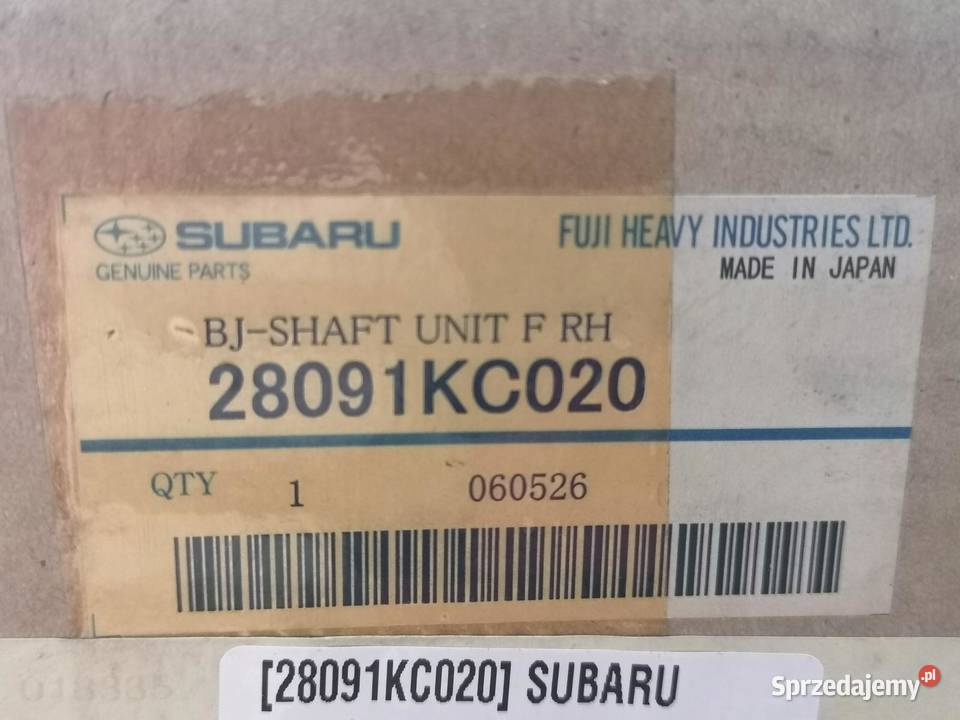 SUBARU
GENUINE PARTS
FUJI HEAVY INDUSTRIES LTD.
MADE IN JAPAN
BJ-SHAFT UNIT F RH
28091KC020
QTY 1 060526
[28091KC020] SUBARU
Sprzedajemy.pl